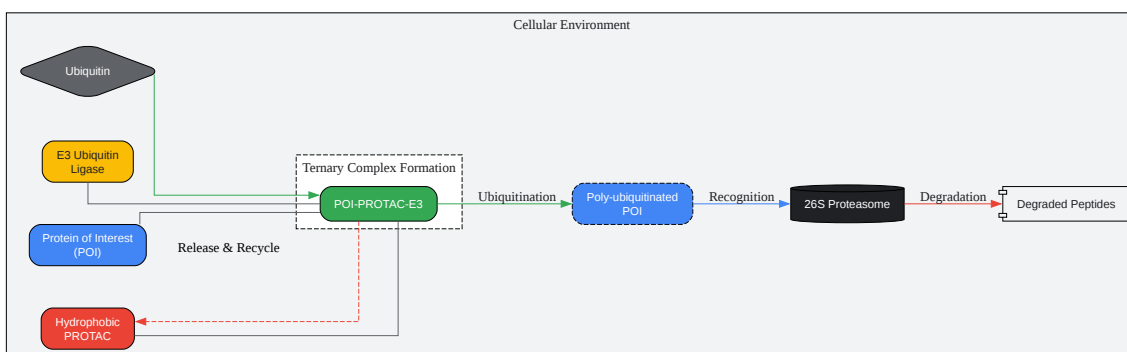 Cellular Environment
Ubiquitin
E3 Ubiquitin
Ligase
Ternary Complex Formation
POI-PROTAC-E3
Ubiquitination
Poly-ubiquitinated
POI
Recognition
26S Proteasome
Degradation
Degraded Peptides
Protein of Interest
(POI)
Release & Recycle
Hydrophobic
PROTAC